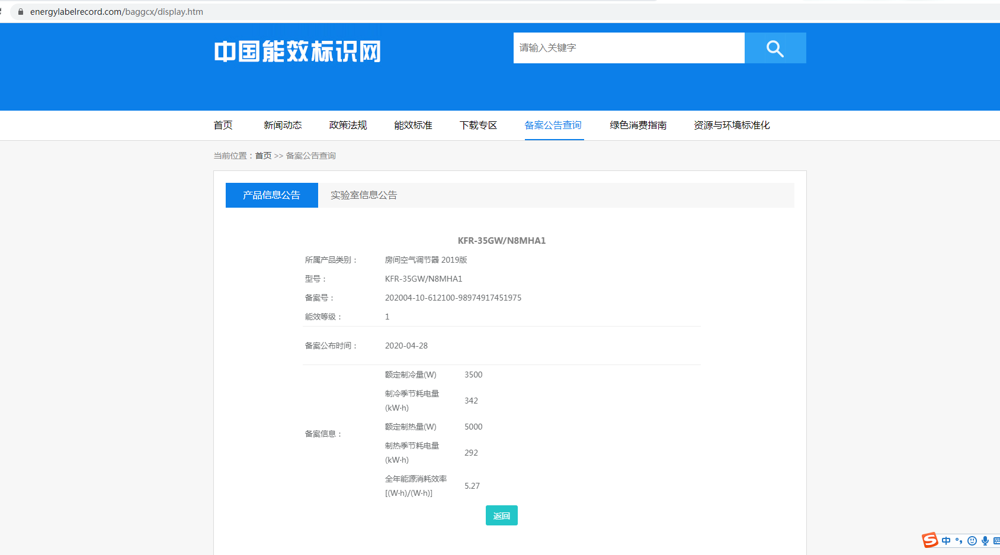 energylabelrecord.com/baggcx/display.htm
中国能效标识网
请输入关键字
首页 新闻动态 政策法规 能效标准 下载专区 备案公告查询 绿色消费指南 资源与环境标准化
当前位置：首页 >> 备案公告查询
产品信息公告 实验室信息公告
KFR-35GW/N8MHA1
所属产品类别： 房间空气调节器 2019版
型号： KFR-35GW/N8MHA1
备案号： 202004-10-612100-98974917451975
能效等级： 1
备案公布时间： 2020-04-28
备案信息：
额定制冷量(W) 3500
制冷季节耗电量
(kW·h) 342
额定制热量(W) 5000
制热季节耗电量
(kW·h) 292
全年能源消耗效率
[(W·h)/(W·h)] 5.27
返回
S 中